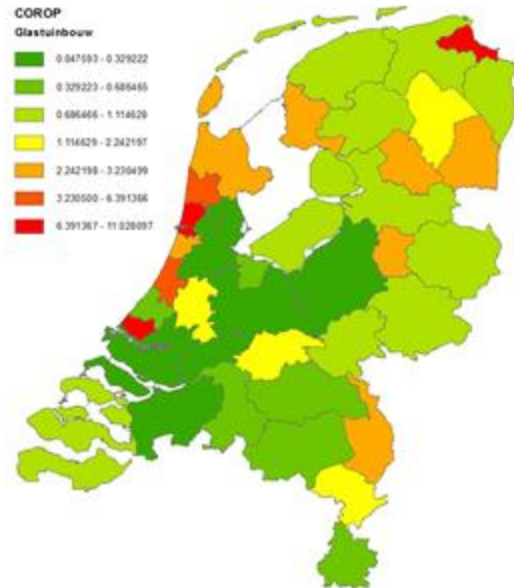 COROP
Glastuinbouw
0.047093 - 0.329222
0.329223 - 0.686465
0.686466 - 1.114628
1.114629 - 2.242197
2.242198 - 3.230499
3.230500 - 6.391366
6.391367 - 11.028097